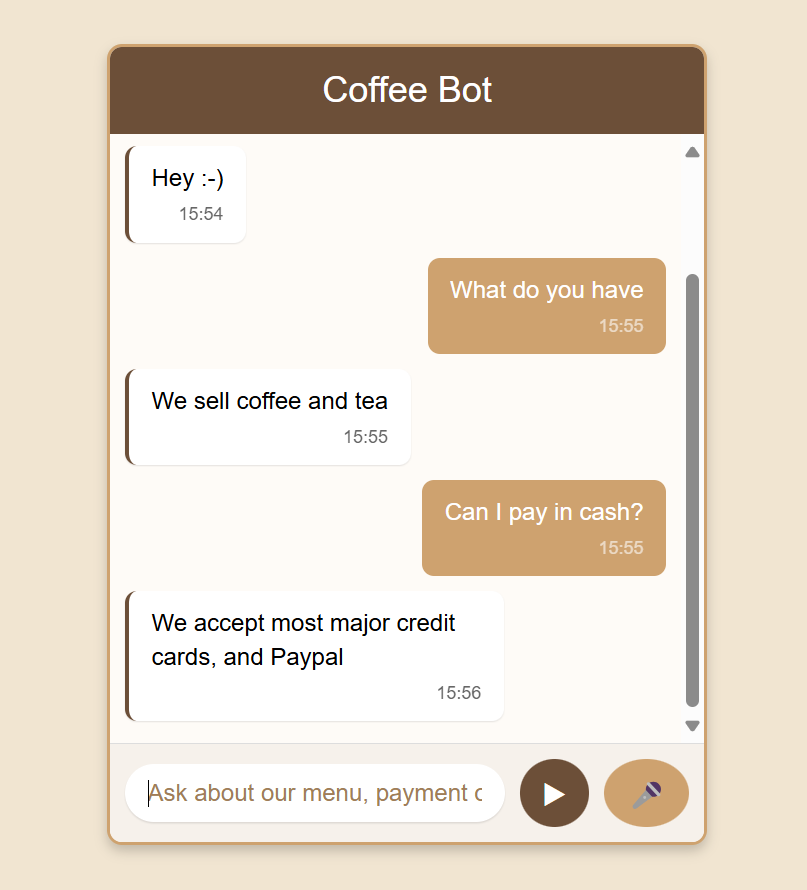 Coffee Bot
Hey :-)
15:54
What do you have
15:55
We sell coffee and tea
15:55
Can I pay in cash?
15:55
We accept most major credit
cards, and Paypal
15:56
Ask about our menu, payment